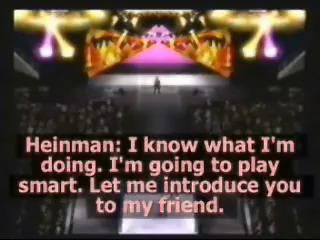 Heinman: I know what I'm
doing. I'm going to play
smart. Let me introduce you
to my friend.